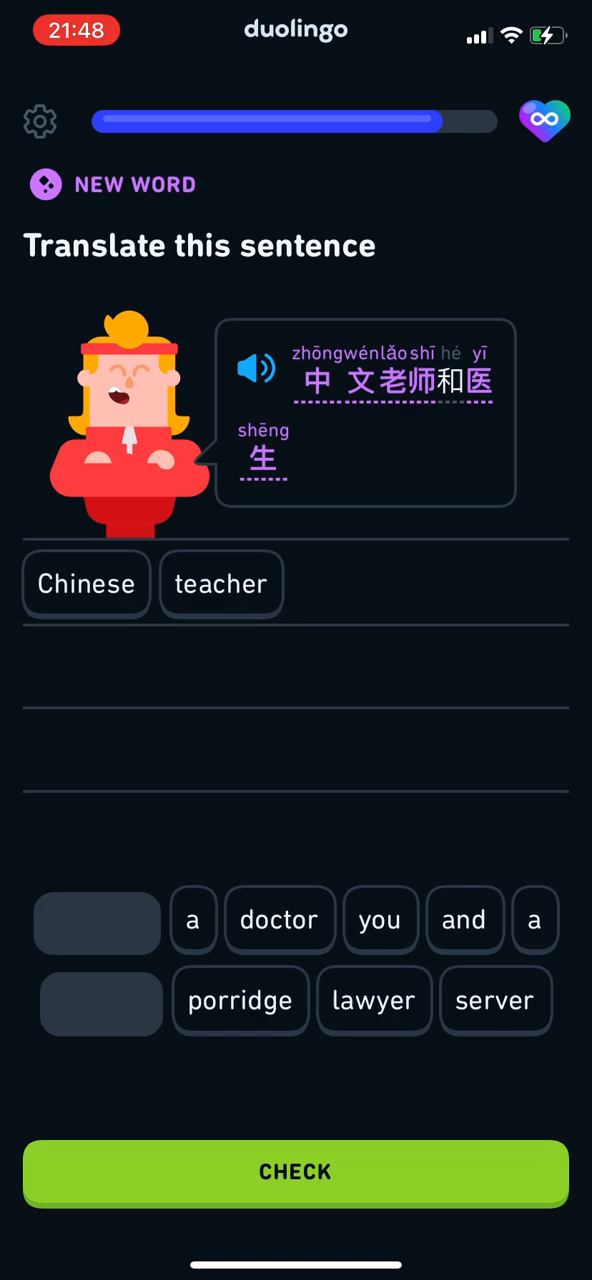 21:48
duolingo
NEW WORD
Translate this sentence
zhōngwénlǎoshī hé yī
中文老师和医
shēng
生
Chinese teacher
a doctor you and a
porridge lawyer server
CHECK